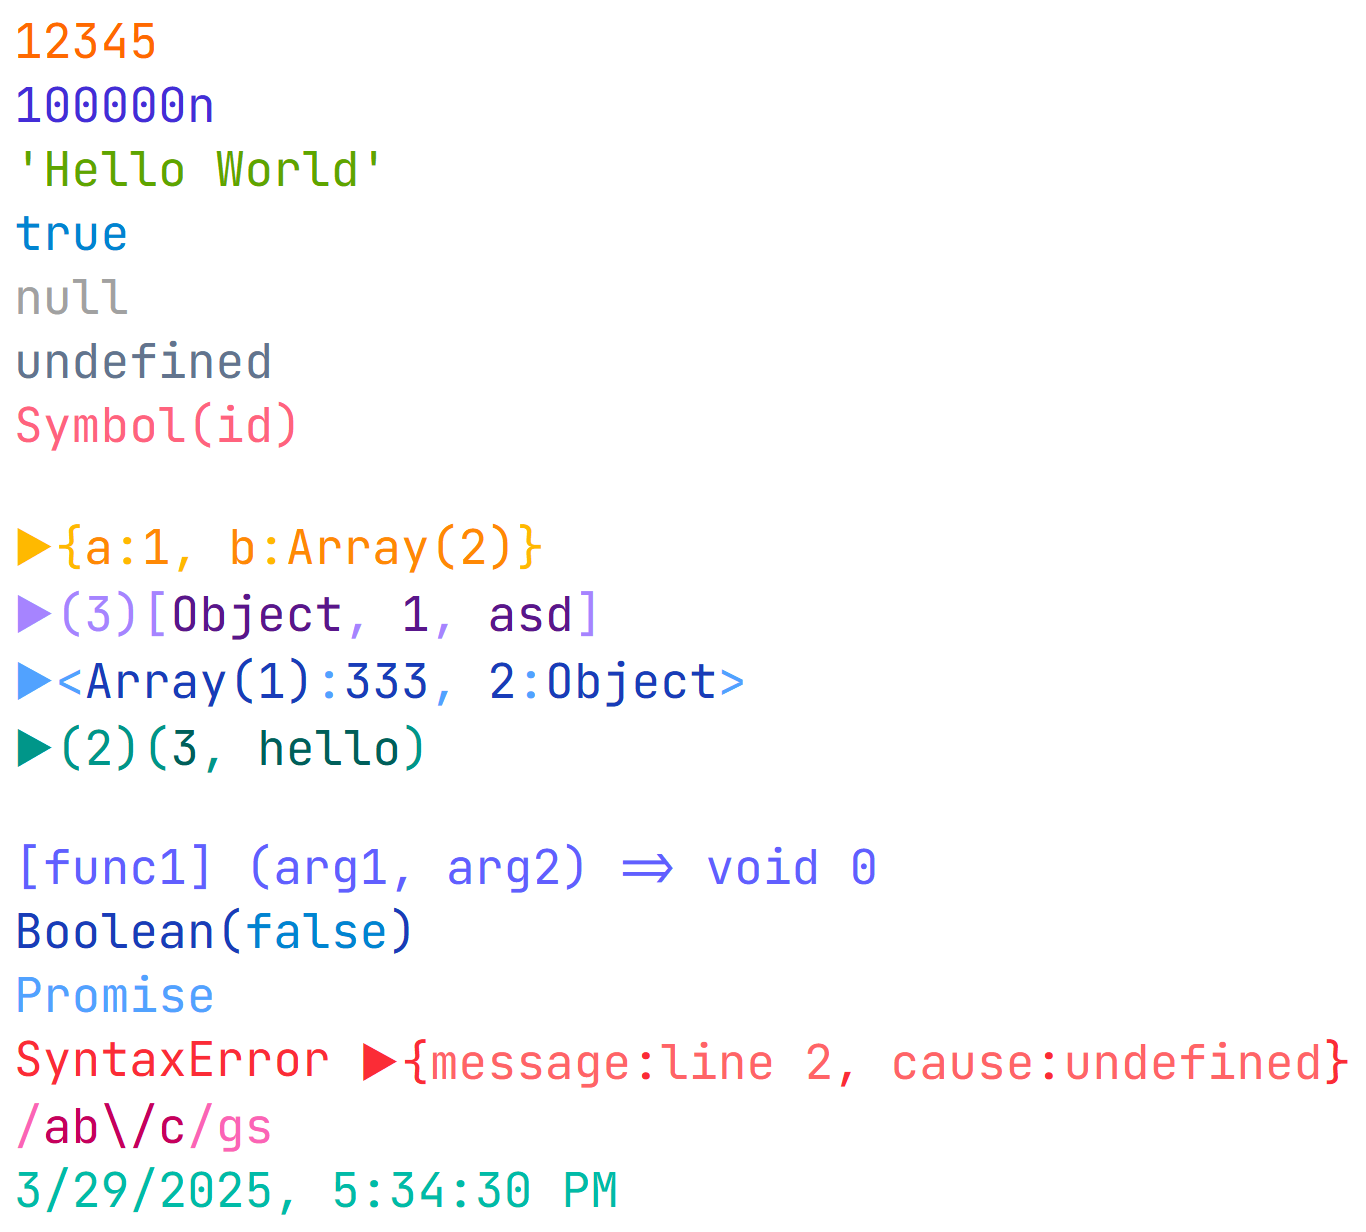 12345
100000n
'Hello World'
true
null
undefined
Symbol(id)
▶{a:1, b:Array(2)}
▶(3)[Object, 1, asd]
▶<Array(1):333, 2:Object>
▶(2)(3, hello)
[func1] (arg1, arg2) => void 0
Boolean(false)
Promise
SyntaxError ▶{message:line 2, cause:undefined}
/ab\/c/gs
3/29/2025, 5:34:30 PM